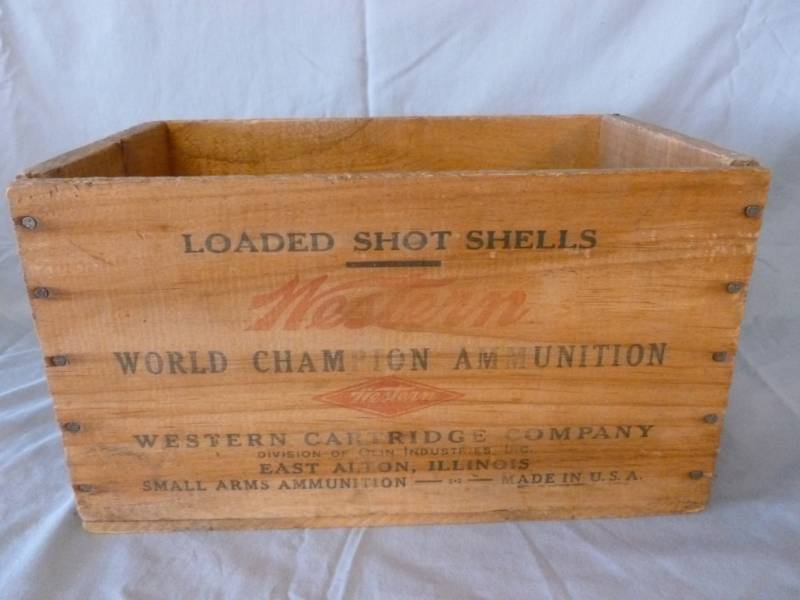 LOADED SHOT SHELLS
Western
WORLD CHAMPION AMMUNITION
Western
WESTERN CARTRIDGE COMPANY
DIVISION OF OLIN INDUSTRIES, INC.
EAST ALTON, ILLINOIS
SMALL ARMS AMMUNITION — — MADE IN U.S.A.